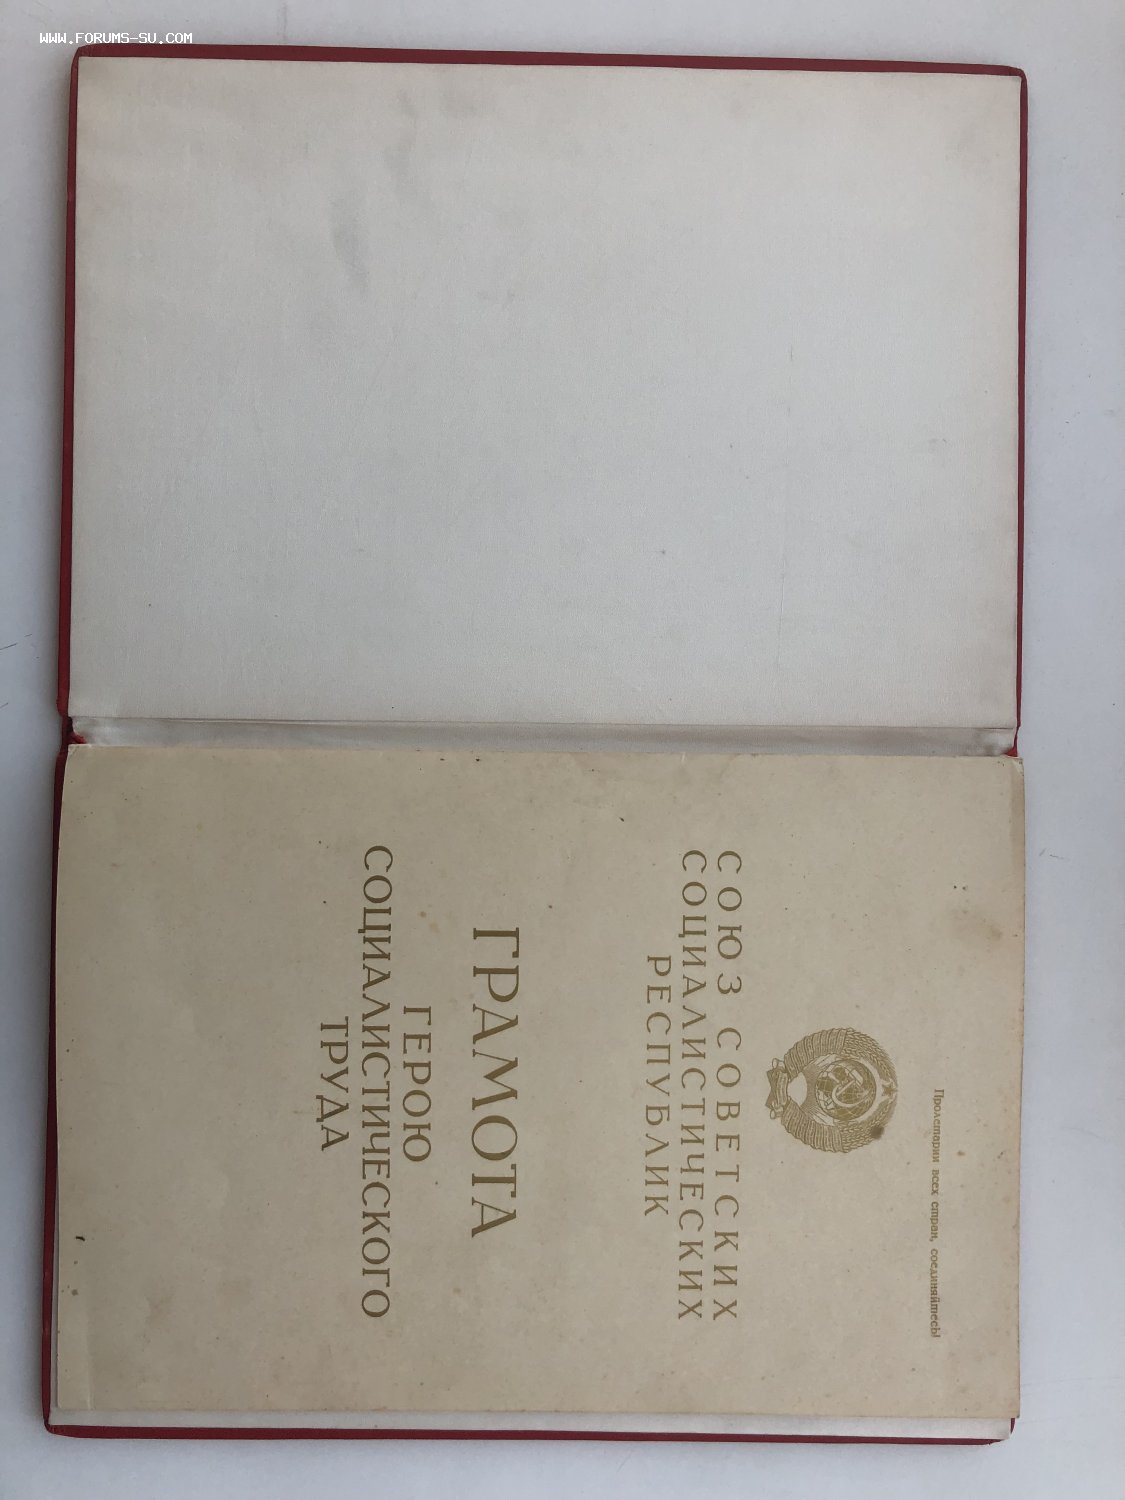 WWW.FORUMS-SU.COM
Пролетарии всех стран, соединяйтесь!
СОЮЗ СОВЕТСКИХ
СОЦИАЛИСТИЧЕСКИХ
РЕСПУБЛИК
ГРАМОТА
ГЕРОЮ
СОЦИАЛИСТИЧЕСКОГО
ТРУДА